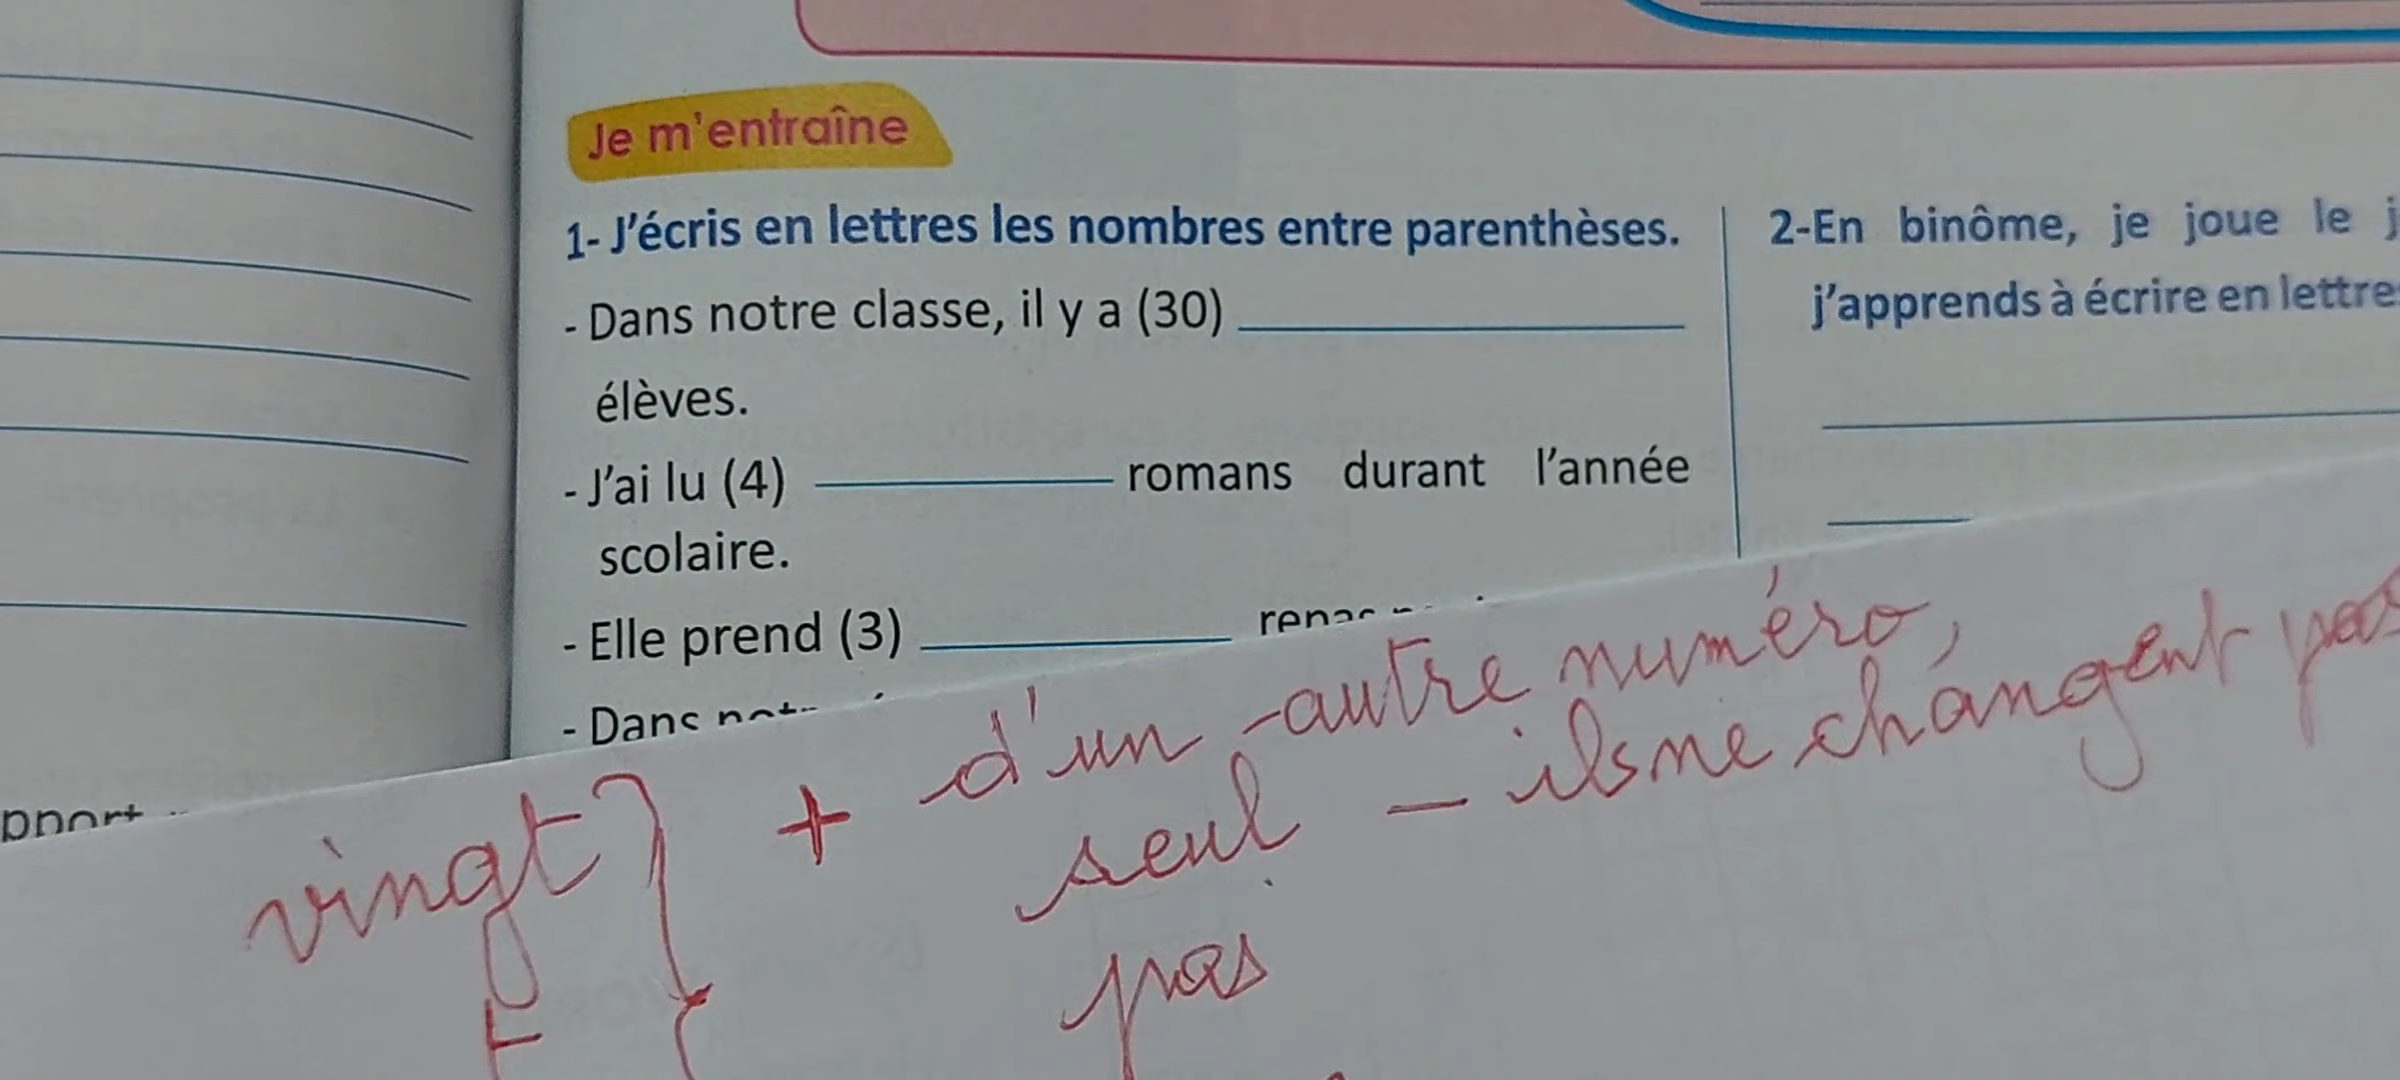 Je m'entraîne
1- J'écris en lettres les nombres entre parenthèses.
- Dans notre classe, il y a (30)
élèves.
- J'ai lu (4) romans durant l'année
scolaire.
- Elle prend (3)
- Dans
2-En binôme, je joue le
j'apprends à écrire en lettre
vingt } + d'un autre numéro,
seul - ils ne changent pas
pas